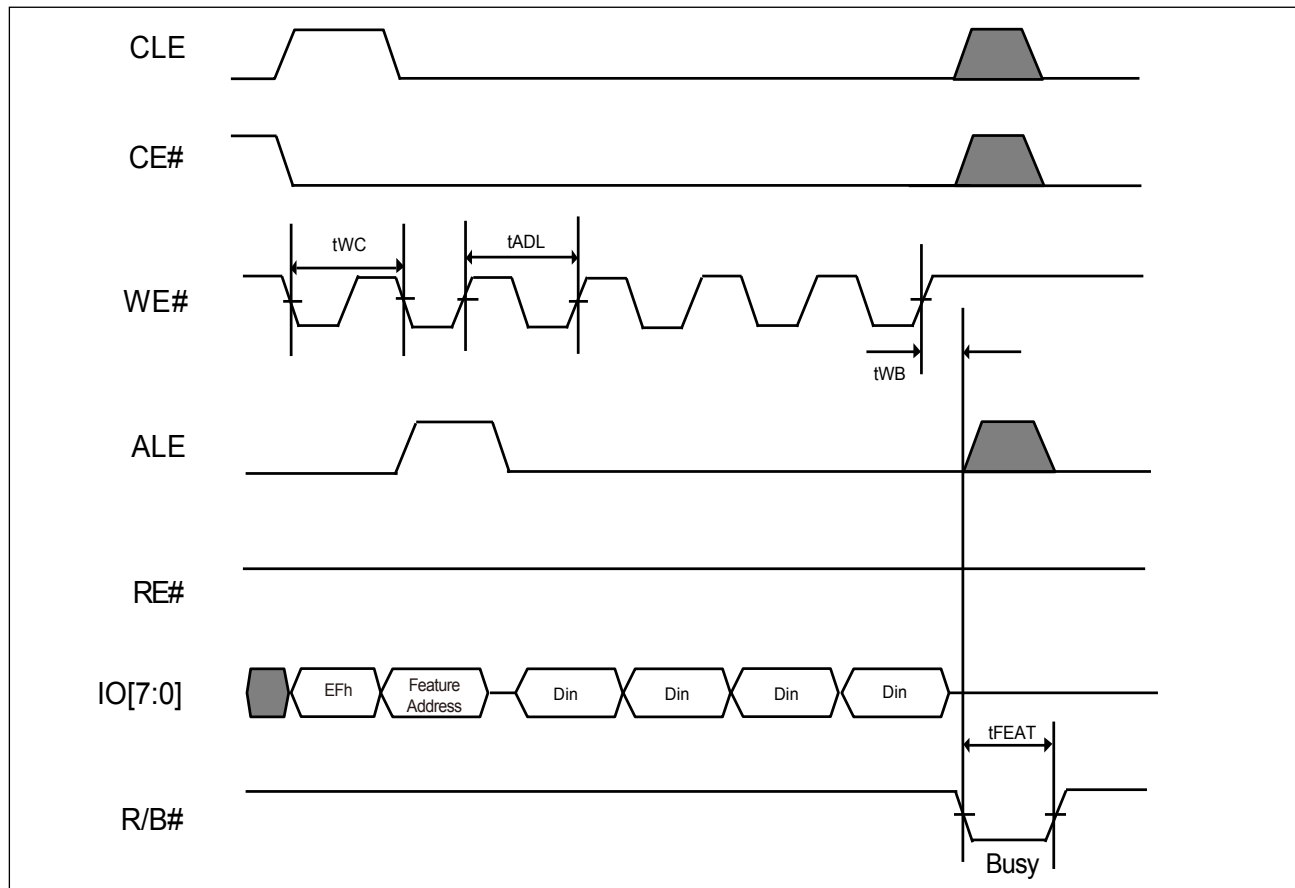 CLE
CE#
tWC
tADL
WE#
tWB
ALE
RE#
IO[7:0]
EFh
Feature
Address
Din
Din
Din
Din
tFEAT
R/B#
Busy